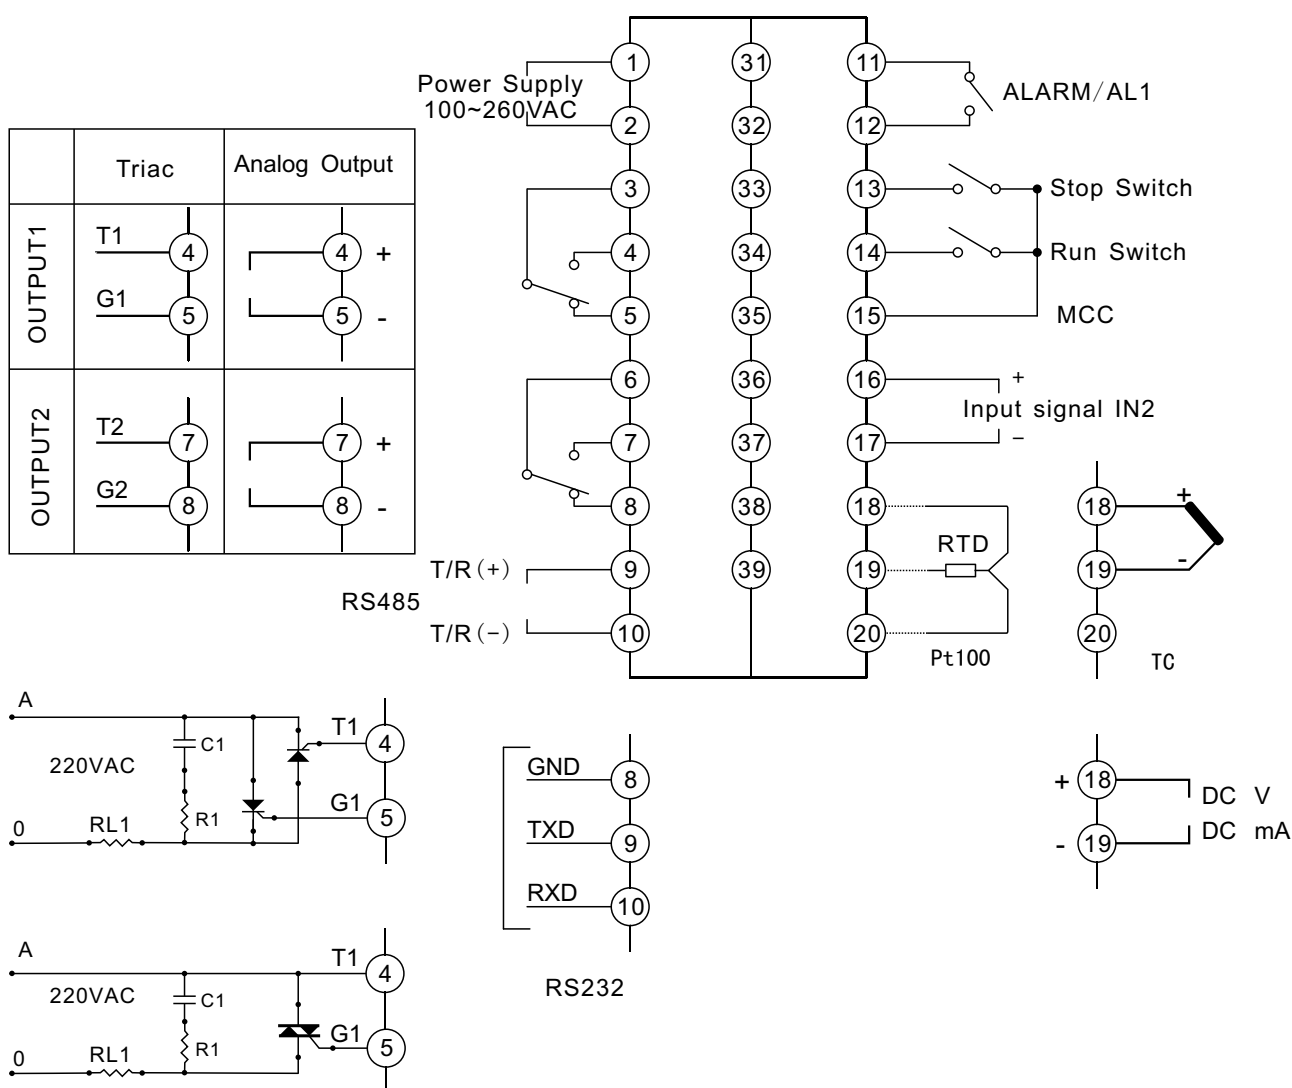 1 31 11
Power Supply
100~260VAC
ALARM/AL1
2 32 12
Triac Analog Output
3 33 13 Stop Switch
OUTPUT1
T1 4 4 +
4 34 14 Run Switch
G1 5 5 -
5 35 15 MCC
6 36 16 +
Input signal IN2
OUTPUT2
T2 7 7 +
7 37 17 -
G2 8 8 -
8 38 18
18 +
RTD
T/R(+) 9 39 19
19 -
RS485
T/R(-) 10 20
20
Pt100
TC
A
T1 4
C1
220VAC
G1 5
R1
0 RL1
GND 8
TXD 9
RXD 10
RS232
+ 18
DC V
DC mA
- 19
A
T1 4
220VAC C1
G1 5
R1
0 RL1